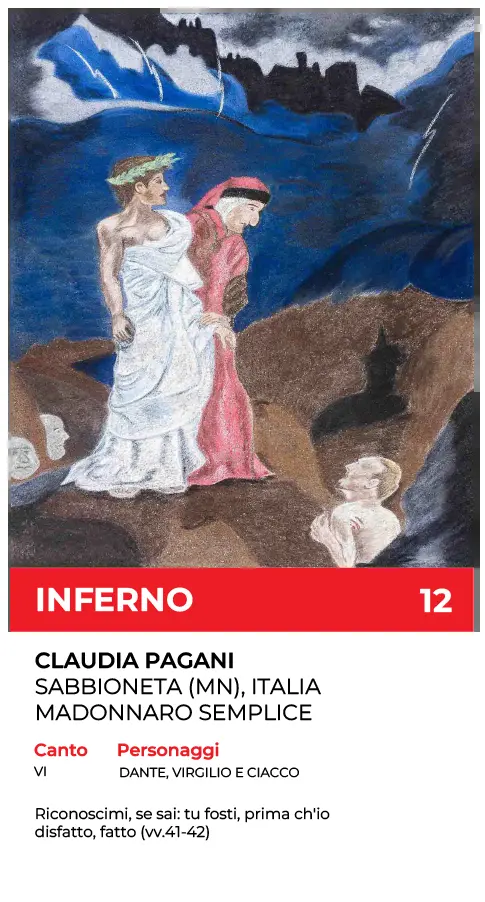 INFERNO
12
CLAUDIA PAGANI
SABBIONETA (MN), ITALIA
MADONNARO SEMPLICE
Canto Personaggi
VI DANTE, VIRGILIO E CIACCO
Riconoscimi, se sai: tu fosti, prima ch'io
disfatto, fatto (vv.41-42)